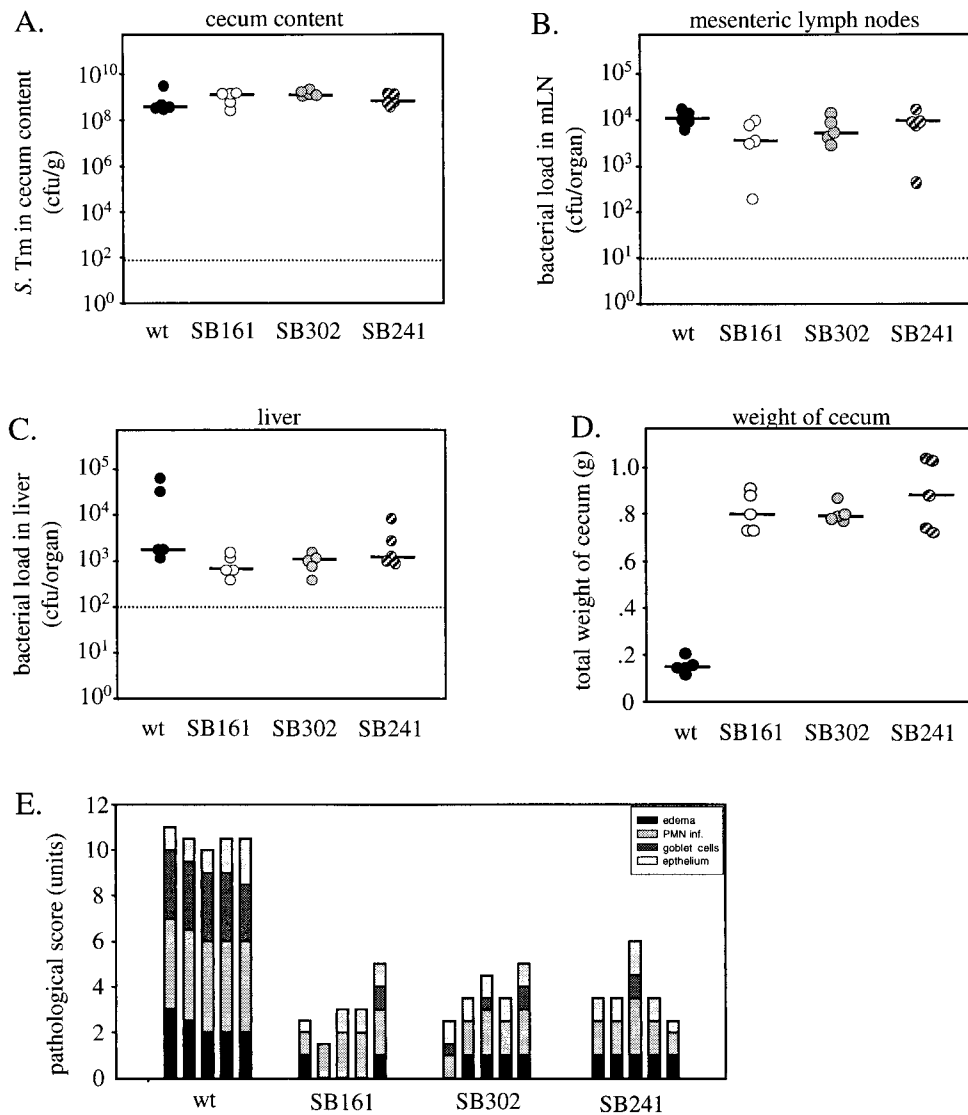 A.
cecum content
S. Tm in cecum content
(cfu/g)
10^10
10^8
10^6
10^4
10^2
10^0
wt SB161 SB302 SB241
B.
mesenteric lymph nodes
bacterial load in mLN
(cfu/organ)
10^5
10^4
10^3
10^2
10^1
10^0
wt SB161 SB302 SB241
C.
liver
bacterial load in liver
(cfu/organ)
10^5
10^4
10^3
10^2
10^1
10^0
wt SB161 SB302 SB241
D.
weight of cecum
total weight of cecum (g)
1.0
.8
.6
.4
.2
0
wt SB161 SB302 SB241
E.
pathological score (units)
12
10
8
6
4
2
0
edema
PMN inf.
goblet cells
epthelium
wt SB161 SB302 SB241